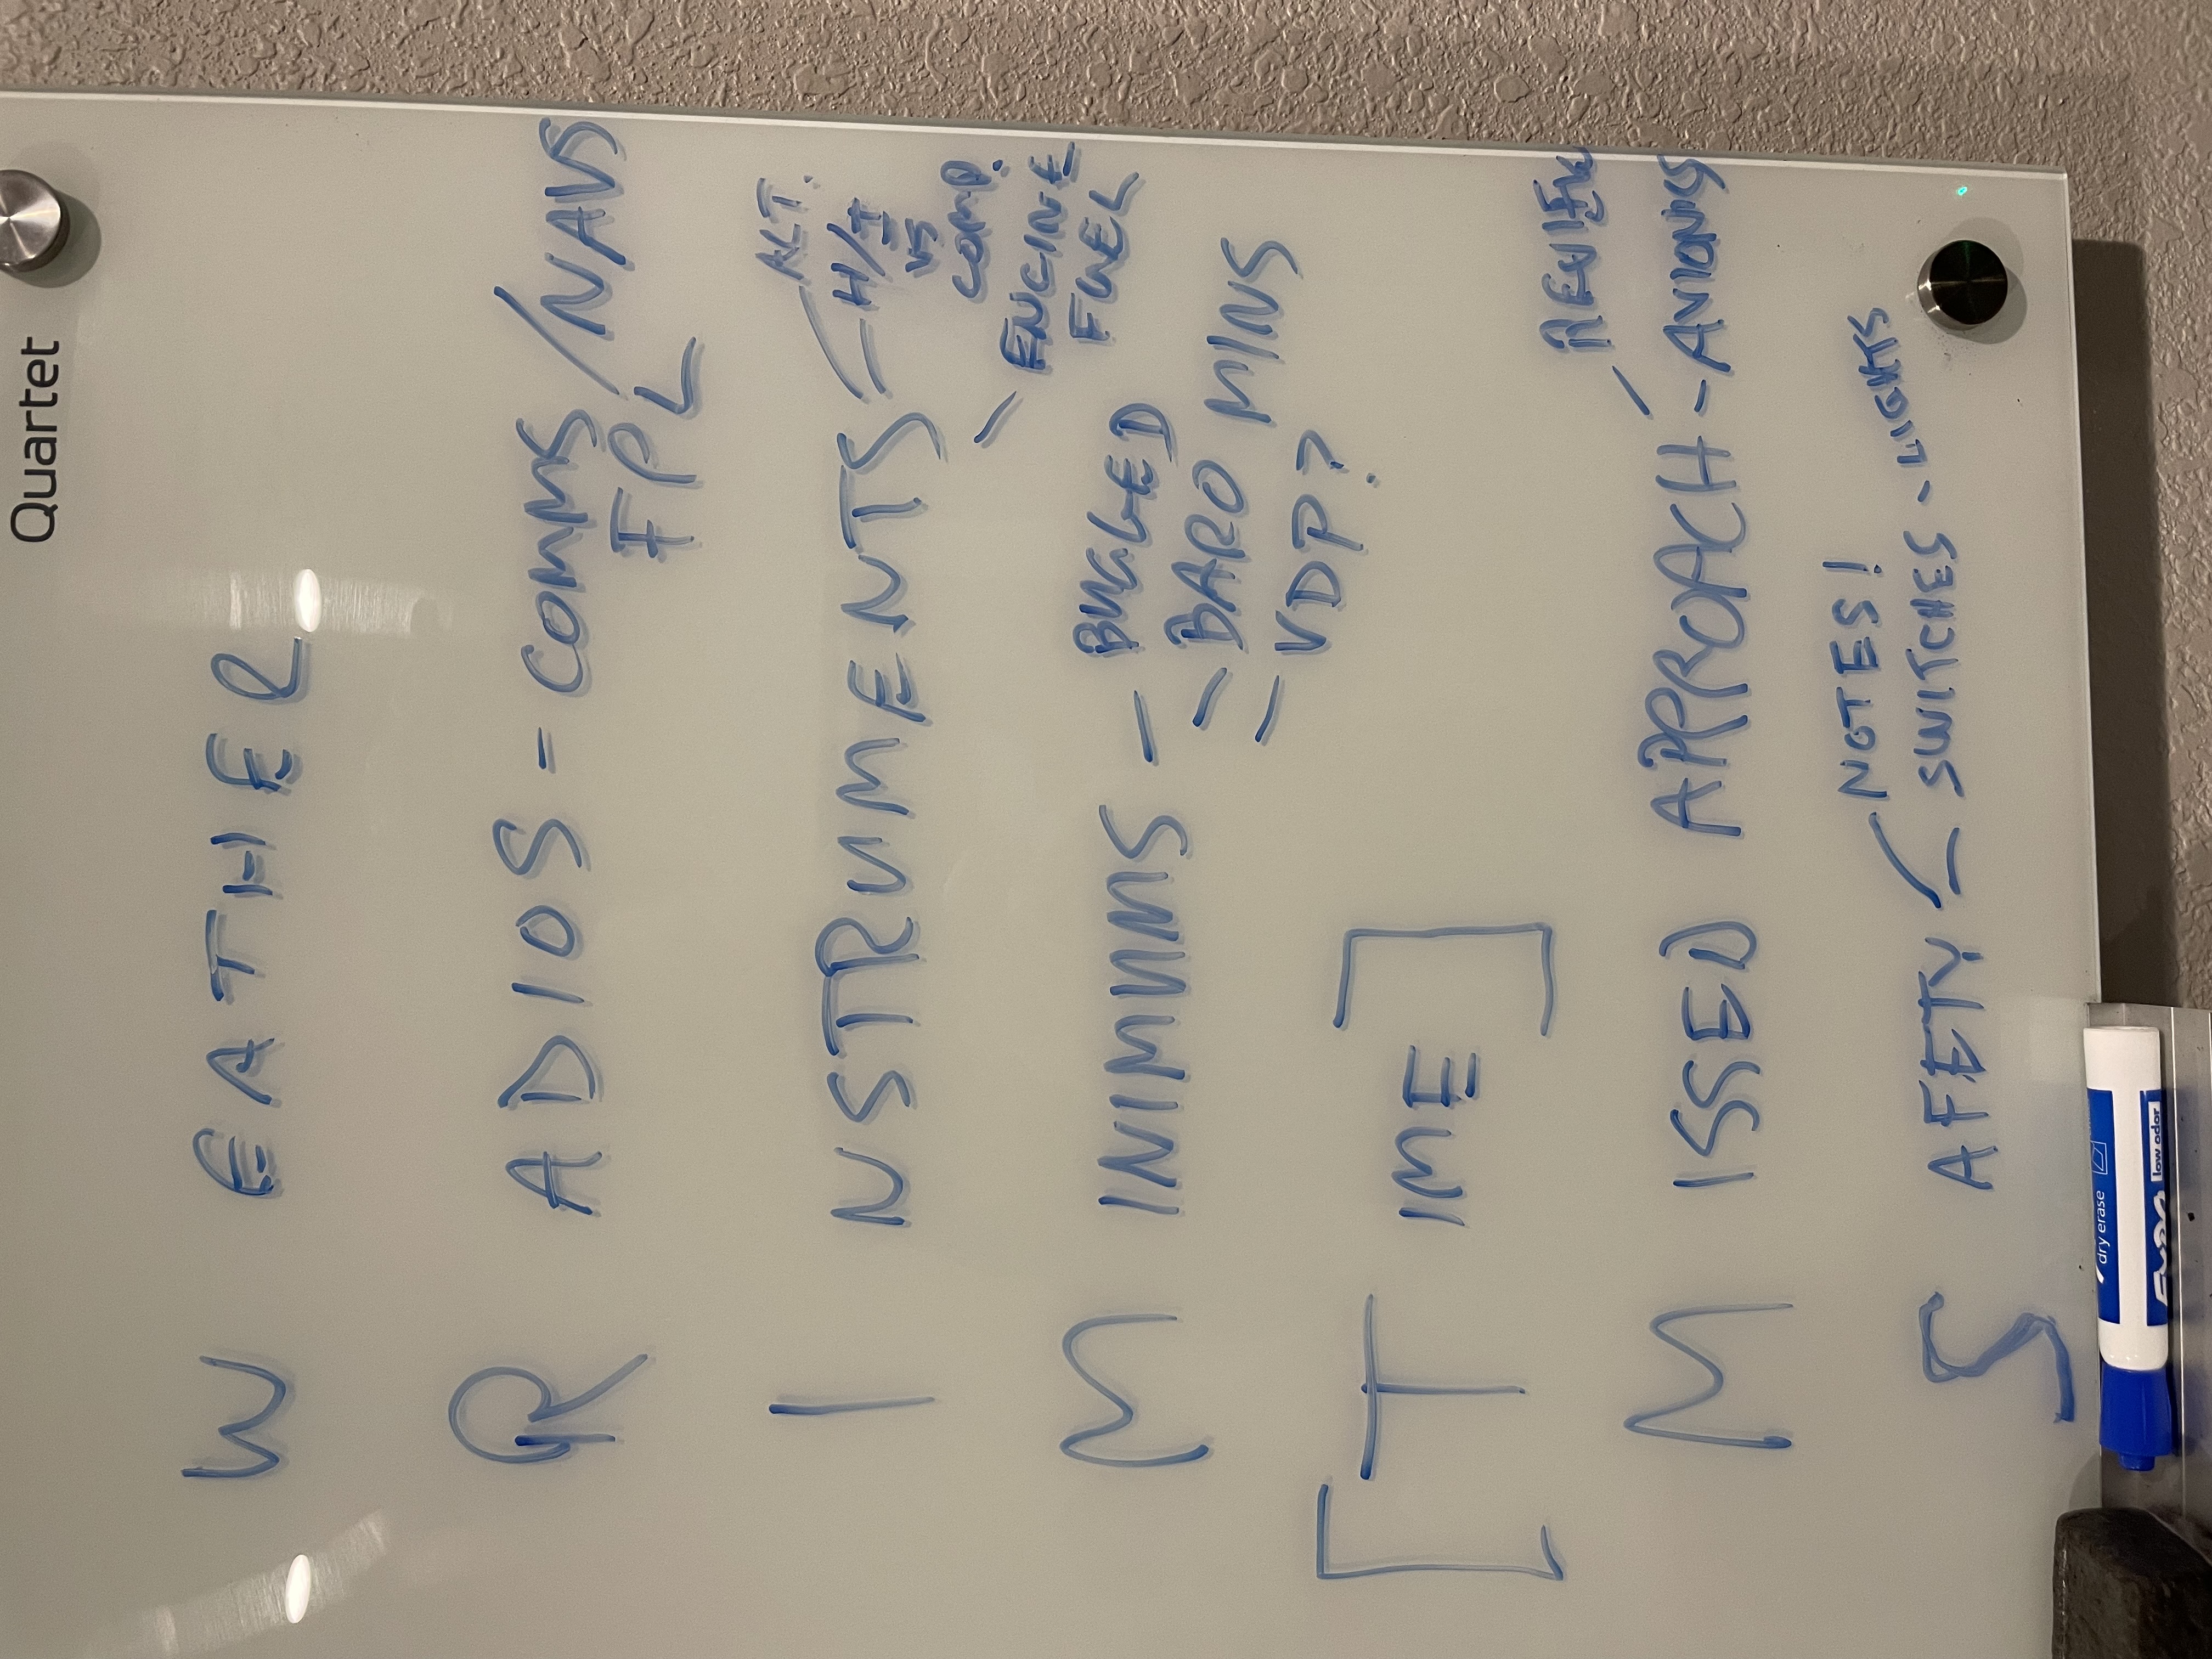 Quartet
W EATHER
R ADIOS - COMMS / NAVS
FPL
I NSTRUMENTS
ALT.
H/I
VS
COMP.
ENGINE
FUEL
M INIMUMS - BUGGED
- BARO MINS
- VDP?
[T IME]
M ISSED APPROACH
- REVIEW
- AVIONICS
S AFETY
NOTES!
- SWITCHES - LIGHTS
dry erase
EXPO low odor